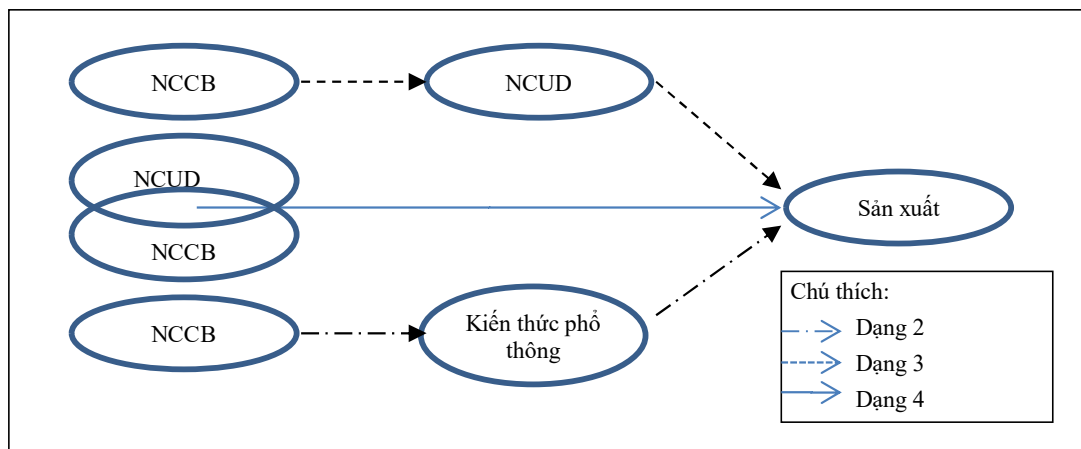 NCCB
NCUD
NCUD
NCCB
Sản xuất
NCCB
Kiến thức phổ
thông
Chú thích:
Dạng 2
Dạng 3
Dạng 4